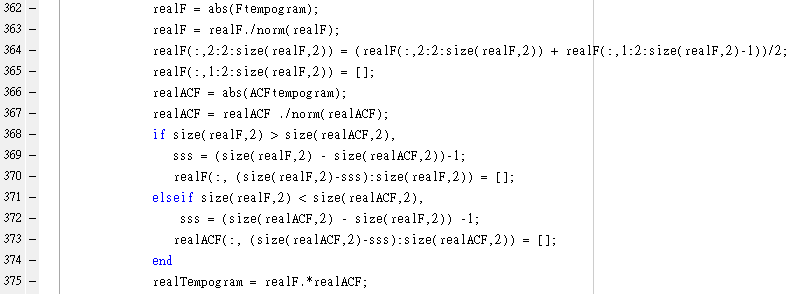 362 – realF = abs(Ftempogram);
363 – realF = realF./norm(realF);
364 – realF(:,2:2:size(realF,2)) = (realF(:,2:2:size(realF,2)) + realF(:,1:2:size(realF,2)-1))/2;
365 – realF(:,1:2:size(realF,2)) = [];
366 – realACF = abs(ACFtempogram);
367 – realACF = realACF ./norm(realACF);
368 – if size(realF,2) > size(realACF,2),
369 – sss = (size(realF,2) - size(realACF,2))-1;
370 – realF(:, (size(realF,2)-sss):size(realF,2)) = [];
371 – elseif size(realF,2) < size(realACF,2),
372 – sss = (size(realACF,2) - size(realF,2)) -1;
373 – realACF(:, (size(realACF,2)-sss):size(realACF,2)) = [];
374 – end
375 – realTempogram = realF.*realACF;